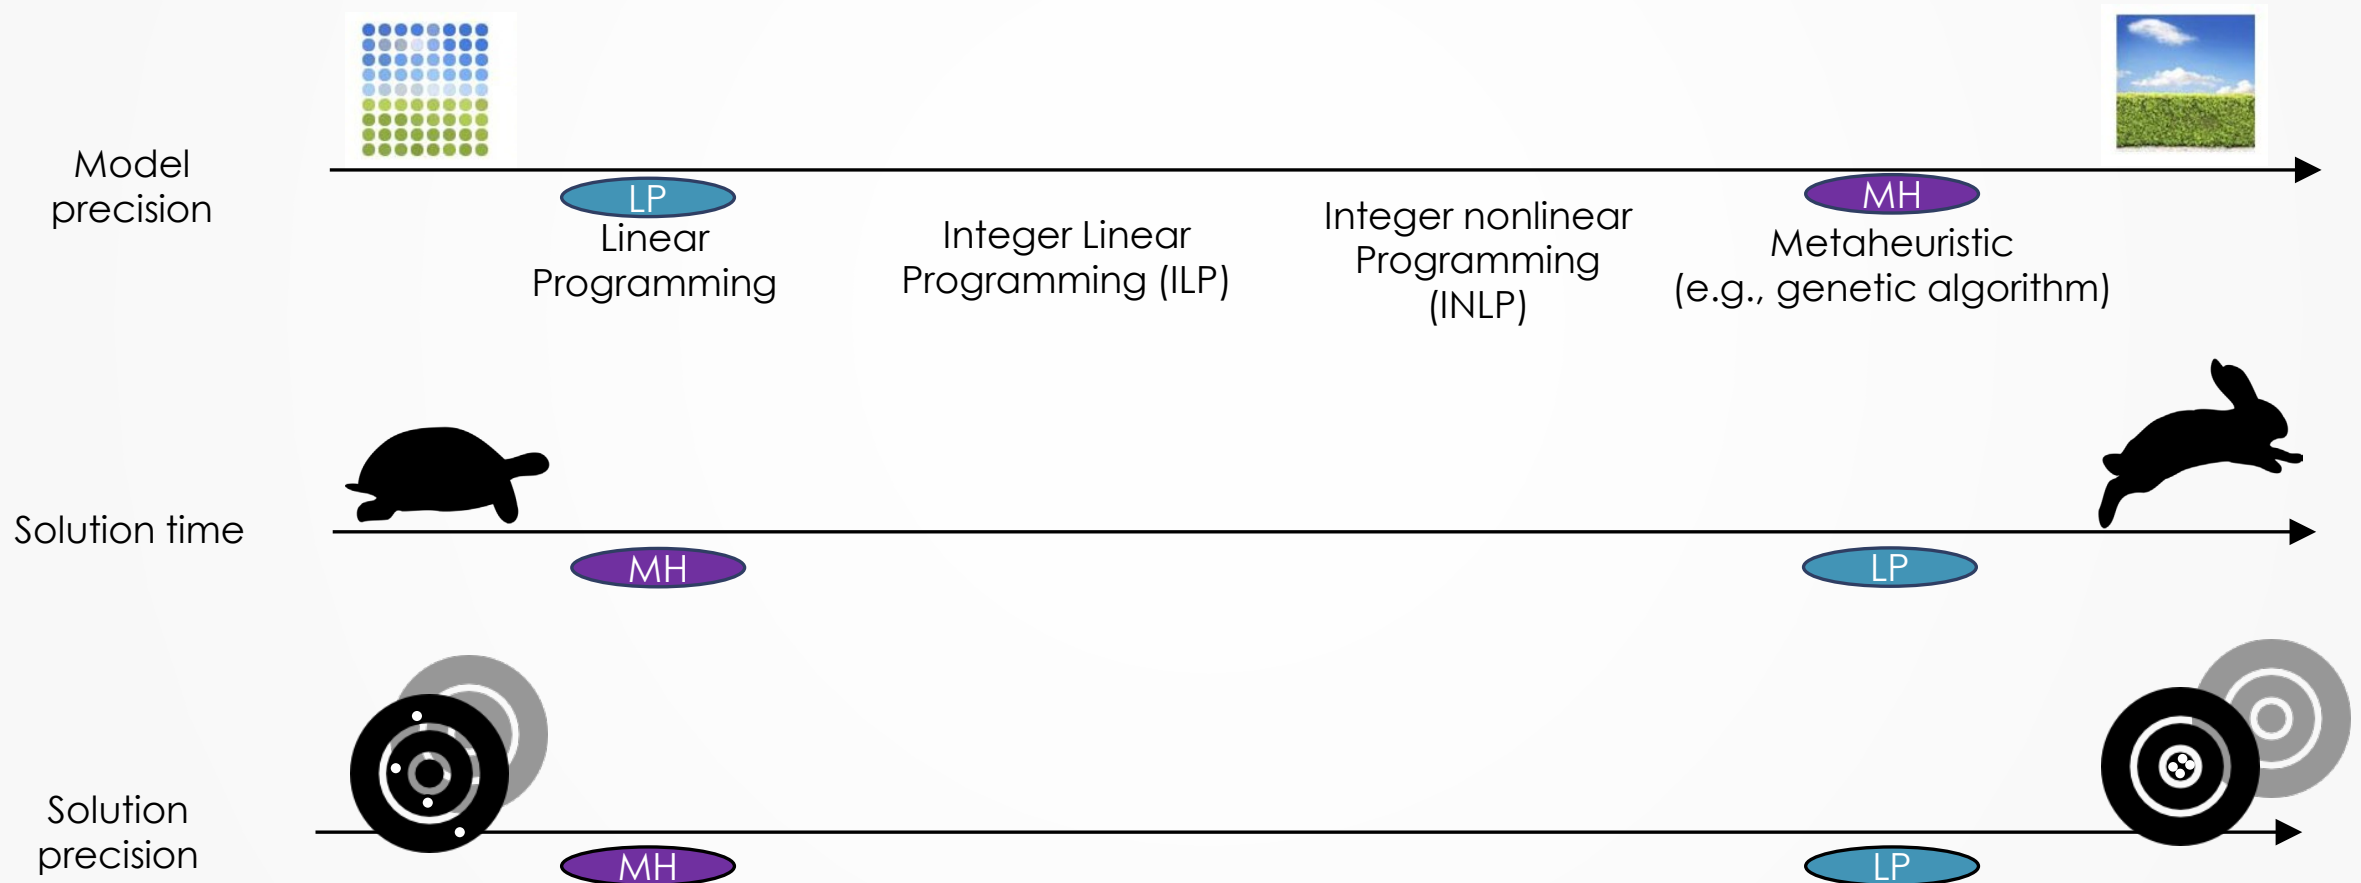 Model
precision
LP
Linear
Programming
Integer Linear
Programming (ILP)
Integer nonlinear
Programming
(INLP)
MH
Metaheuristic
(e.g., genetic algorithm)
Solution time
MH
LP
Solution
precision
MH
LP